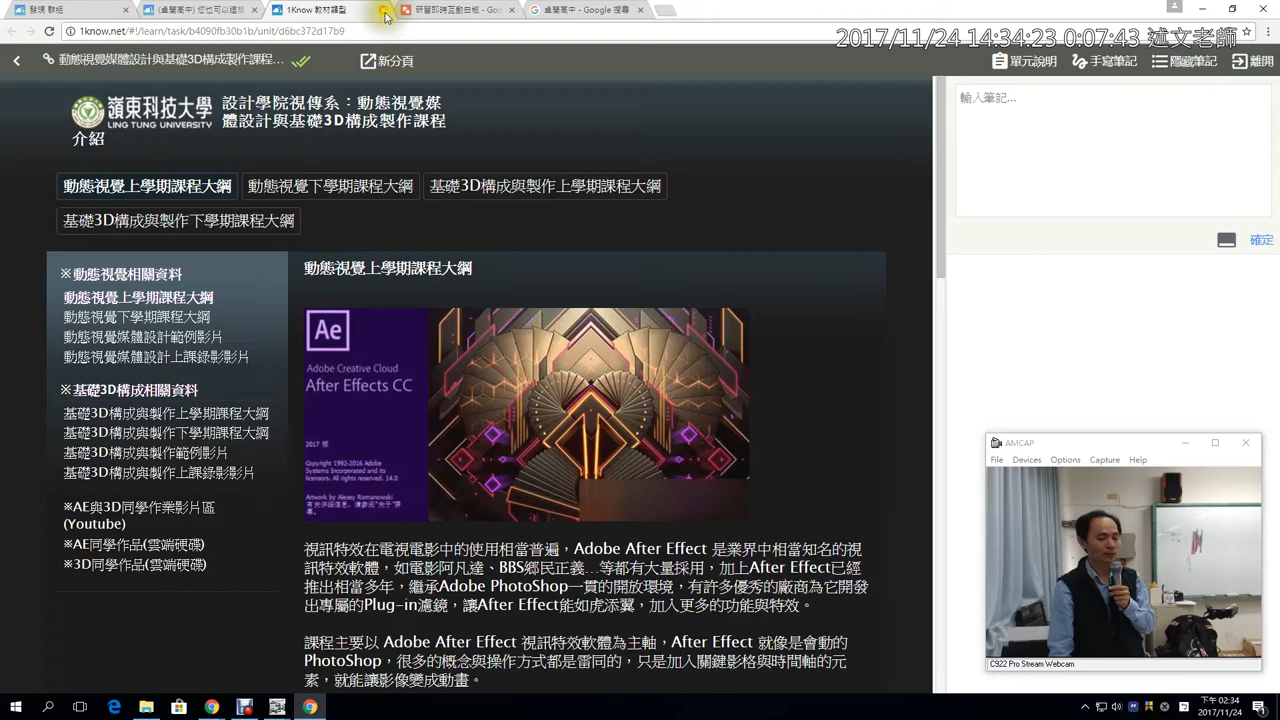 發現 群組
(卓蘭高中) 您也可以這樣
1Know 教材類型
研習即時互動白板 - Goo
卓蘭高中 - Google 搜尋
1know.net/#!/learn/task/b4090fb30b1b/unit/d6bc372d17b9
2017/11/24 14:34:23 0:07:43 述文老師
動態視覺媒體設計與基礎3D構成製作課程...
新分頁
單元說明
手寫筆記
隱藏筆記
離開
嶺東科技大學
LING TUNG UNIVERSITY
設計學院視傳系：動態視覺媒
體設計與基礎3D構成製作課程
介紹
動態視覺上學期課程大綱
動態視覺下學期課程大綱
基礎3D構成與製作上學期課程大綱
基礎3D構成與製作下學期課程大綱
※動態視覺相關資料
動態視覺上學期課程大綱
動態視覺下學期課程大綱
動態視覺媒體設計範例影片
動態視覺媒體設計上課錄影影片
※基礎3D構成相關資料
基礎3D構成與製作上學期課程大綱
基礎3D構成與製作下學期課程大綱
基礎3D構成與製作範例影片
基礎3D構成與製作上課錄影影片
※AE與3D同學作業影片區
(Youtube)
※AE同學作品(雲端硬碟)
※3D同學作品(雲端硬碟)
動態視覺上學期課程大綱
Ae
Adobe Creative Cloud
After Effects CC
2017 版
Copyright 1992-2016 Adobe
Systems Incorporated and its
licensors. All rights reserved. 14.0
Artwork by Alexey Romanowski
視訊特效在電視電影中的使用相當普遍，Adobe After Effect 是業界中相當知名的視
訊特效軟體，如電影阿凡達、BBS鄉民正義...等都有大量採用，加上After Effect已經
推出相當多年，繼承Adobe PhotoShop一貫的開放環境，有許多優秀的廠商為它開發
出專屬的Plug-in濾鏡，讓After Effect能如虎添翼，加入更多的功能與特效。
課程主要以 Adobe After Effect 視訊特效軟體為主軸，After Effect 就像是會動的
PhotoShop，很多的概念與操作方式都是雷同的，只是加入關鍵影格與時間軸的元
素，就能讓影像變成動畫。
輸入筆記...
確定
AMCAP
File Devices Options Capture Help
C922 Pro Stream Webcam
下午 02:34
2017/11/24